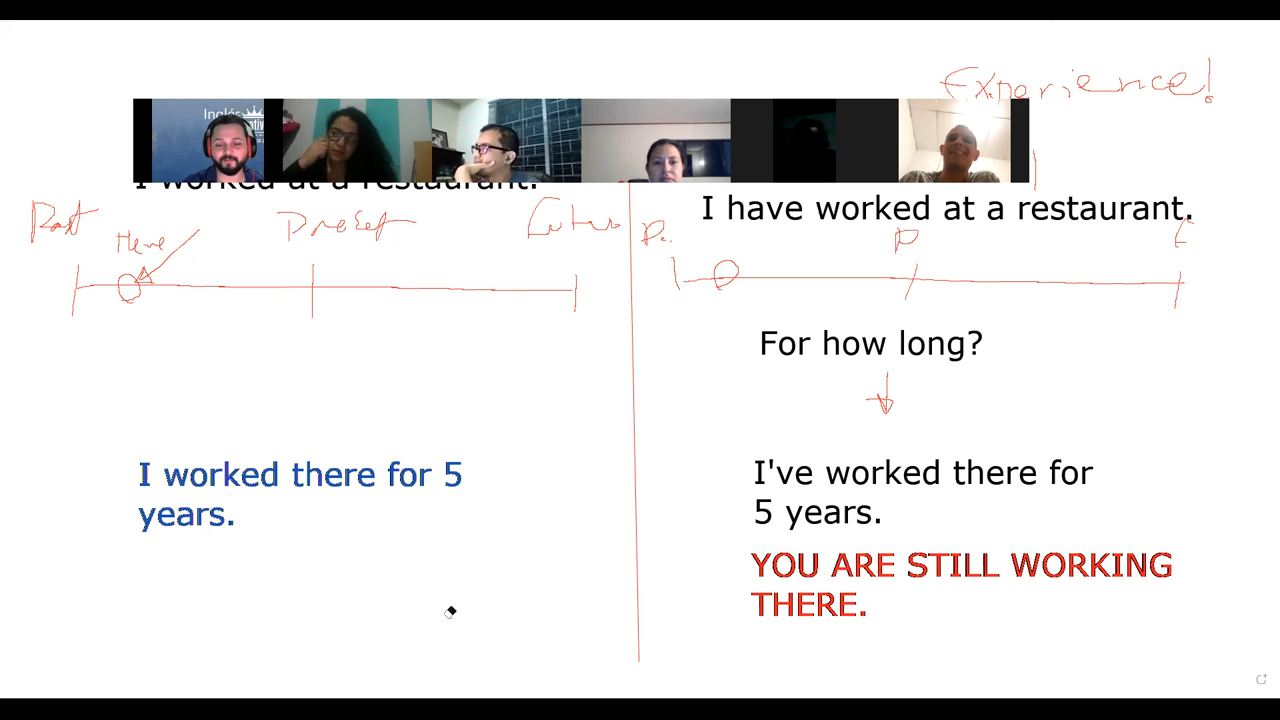 Experience!
Inglés
I worked at a restaurant.
Past
Here
Present
Future
I have worked at a restaurant.
P.
P
F
For how long?
I worked there for 5
years.
I've worked there for
5 years.
YOU ARE STILL WORKING
THERE.